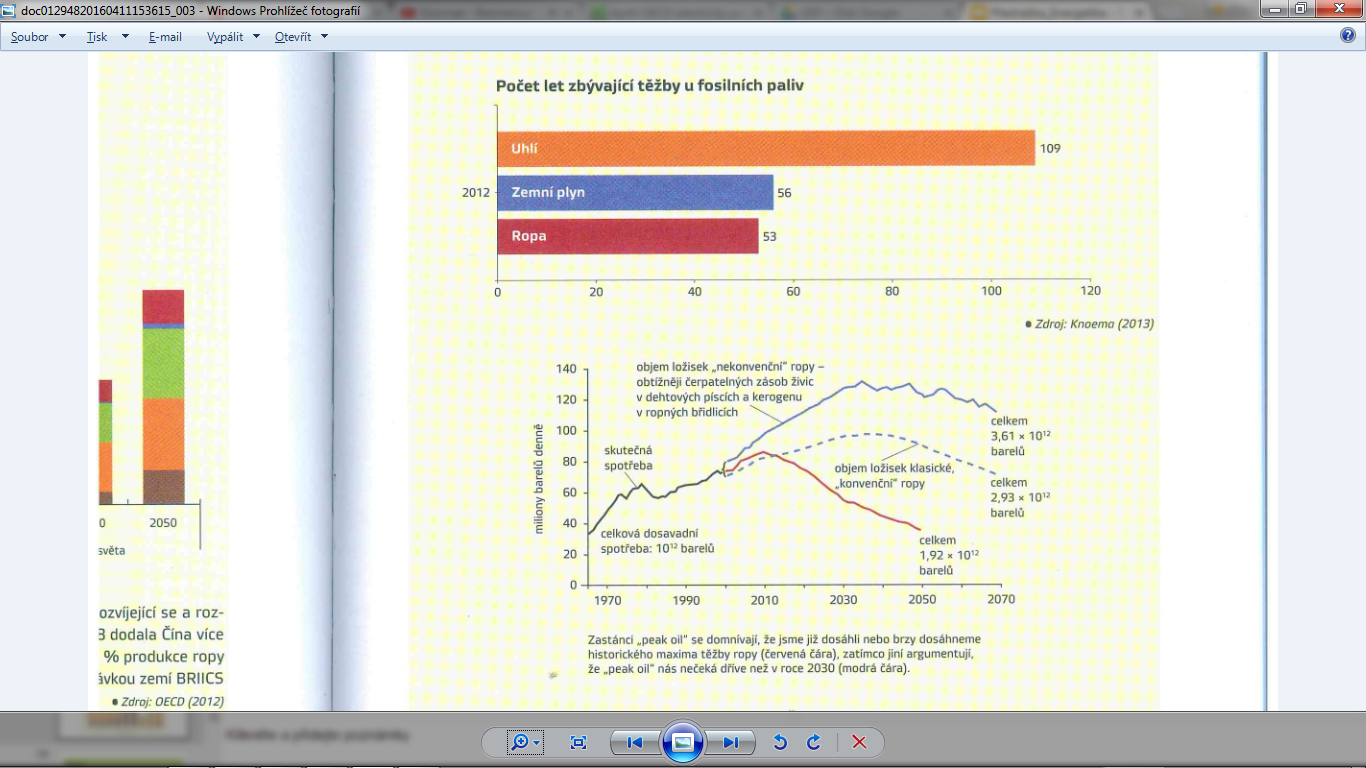 doc01294820160411153615_003 - Windows Prohlížeč fotografií
Soubor Tisk E-mail Vypálit Otevřít
0 2050
světa
ozvíjející se a roz-
3 dodala Čína více
% produkce ropy
ávkou zemí BRIICS
• Zdroj: OECD (2012)
Počet let zbývající těžby u fosilních paliv
Uhlí 109
2012 Zemní plyn 56
Ropa 53
0 20 40 60 80 100 120
• Zdroj: Knoema (2013)
miliony barelů denně
140
120
100
80
60
40
20
0
objem ložisek „nekonvenční“ ropy –
obtížněji čerpatelných zásob živic
v dehtových píscích a kerogenu
v ropných břidlicích
skutečná
spotřeba
celková dosavadní
spotřeba: 10¹² barelů
objem ložisek klasické,
„konvenční“ ropy
celkem
3,61 × 10¹²
barelů
celkem
2,93 × 10¹²
barelů
celkem
1,92 × 10¹²
barelů
1970 1990 2010 2030 2050 2070
Zastánci „peak oil“ se domnívají, že jsme již dosáhli nebo brzy dosáhneme
historického maxima těžby ropy (červená čára), zatímco jiní argumentují,
že „peak oil“ nás nečeká dříve než v roce 2030 (modrá čára).